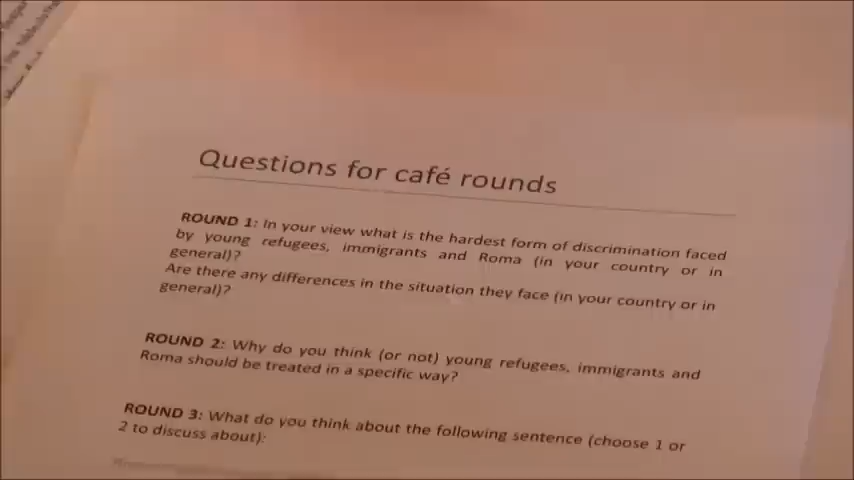 Questions for café rounds
ROUND 1: In your view what is the hardest form of discrimination faced
by young refugees, immigrants and Roma (in your country or in
general)?
Are there any differences in the situation they face (in your country or in
general)?
ROUND 2: Why do you think (or not) young refugees, immigrants and
Roma should be treated in a specific way?
ROUND 3: What do you think about the following sentence (choose 1 or
2 to discuss about):